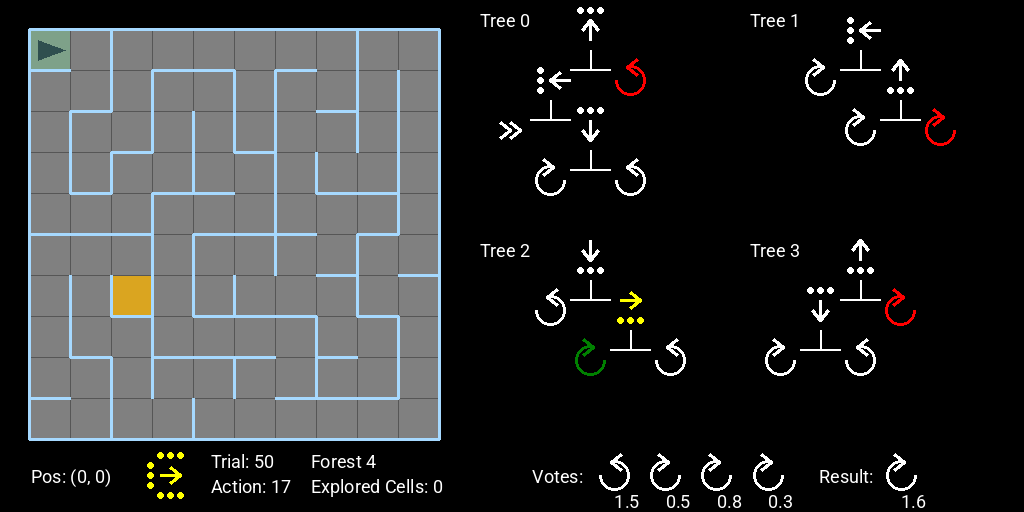 Tree 0
Tree 1
Tree 2
Tree 3
Pos: (0, 0)
Trial: 50
Forest 4
Action: 17
Explored Cells: 0
Votes:
1.5
0.5
0.8
0.3
Result:
1.6